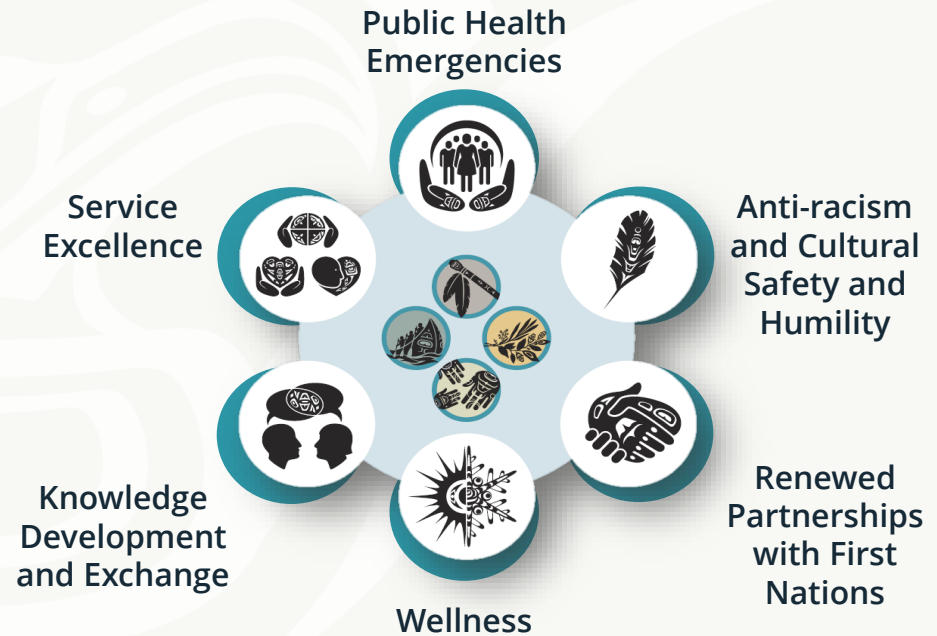 Public Health
Emergencies
Service
Excellence
Anti-racism
and Cultural
Safety and
Humility
Knowledge
Development
and Exchange
Renewed
Partnerships
with First
Nations
Wellness